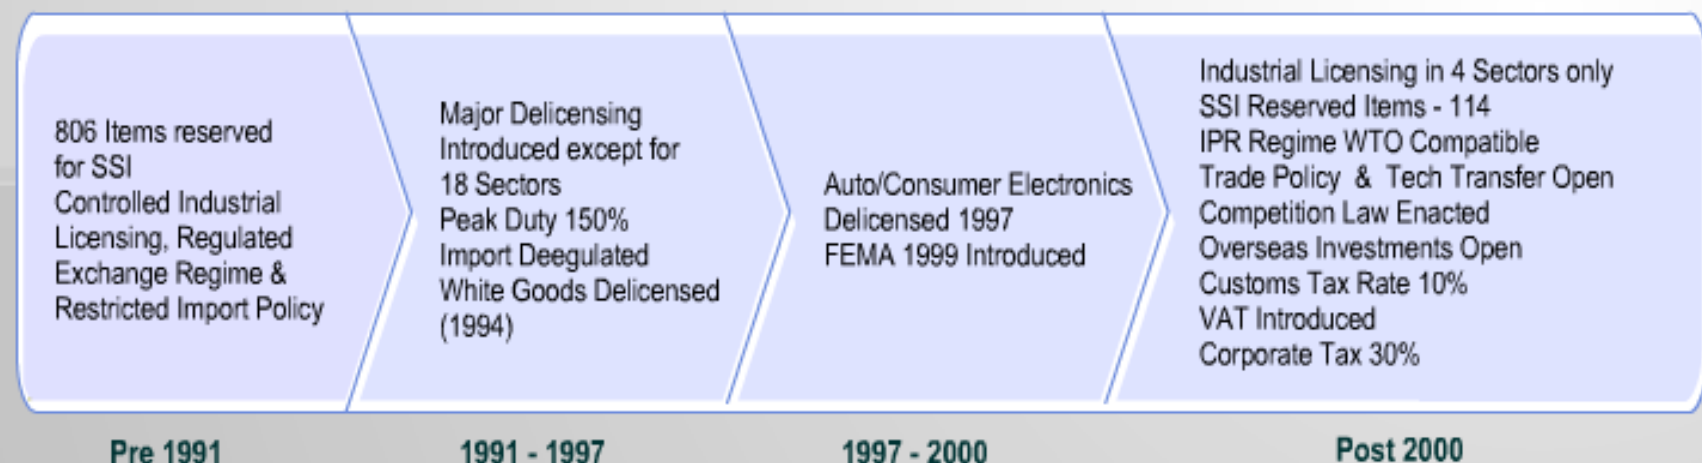 806 Items reserved
for SSI
Controlled Industrial
Licensing, Regulated
Exchange Regime &
Restricted Import Policy
Major Delicensing
Introduced except for
18 Sectors
Peak Duty 150%
Import Deegulated
White Goods Delicensed
(1994)
Auto/Consumer Electronics
Delicensed 1997
FEMA 1999 Introduced
Industrial Licensing in 4 Sectors only
SSI Reserved Items - 114
IPR Regime WTO Compatible
Trade Policy & Tech Transfer Open
Competition Law Enacted
Overseas Investments Open
Customs Tax Rate 10%
VAT Introduced
Corporate Tax 30%
Pre 1991
1991 - 1997
1997 - 2000
Post 2000